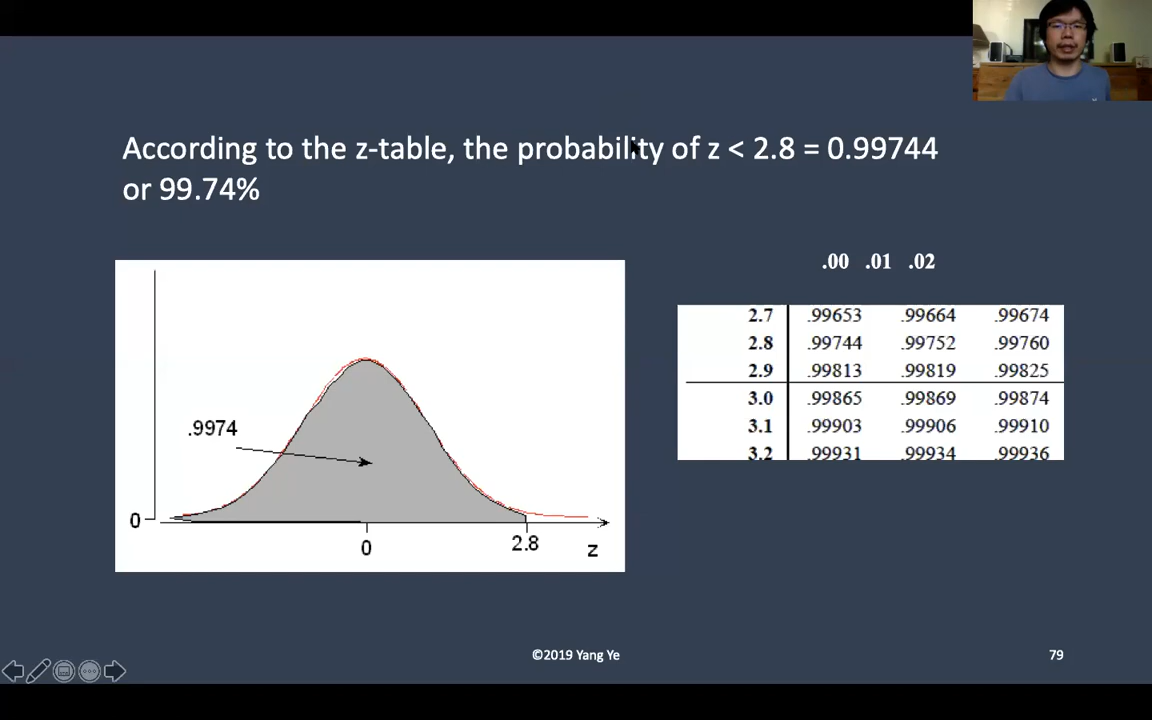 According to the z-table, the probability of z < 2.8 = 0.99744
or 99.74%
.00 .01 .02
2.7 .99653 .99664 .99674
2.8 .99744 .99752 .99760
2.9 .99813 .99819 .99825
3.0 .99865 .99869 .99874
3.1 .99903 .99906 .99910
3.2 .99931 .99934 .99936
.9974
0
0
2.8
z
©2019 Yang Ye
79